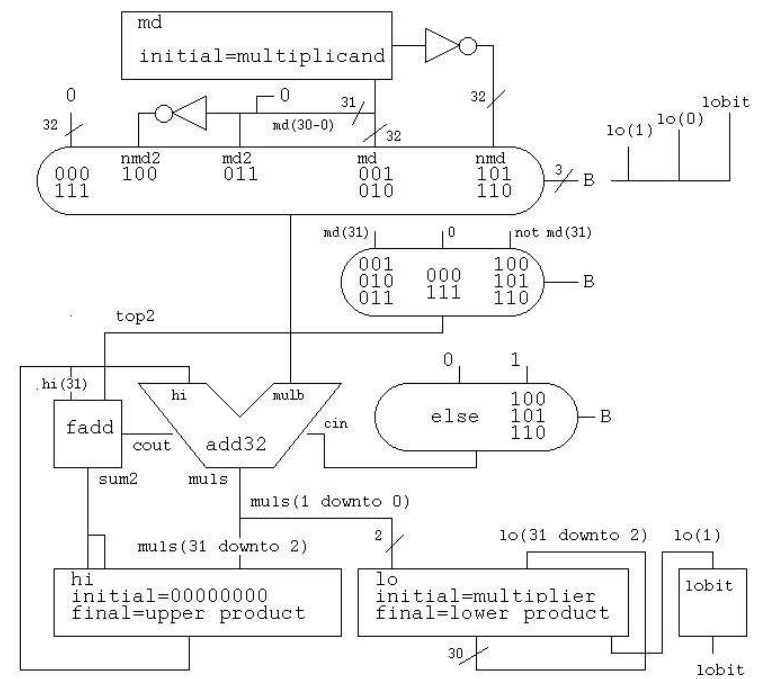 md
initial=multiplicand
0
0
31
32
32
md(30-0)
32
lobit
lo(0)
lo(1)
nmd2
md2
md
nmd
000
100
011
001
101
111
010
110
3
B
md(31)
0
not md(31)
001
000
100
010
111
101
011
110
B
top2
0
1
hi(31)
hi
mulb
100
else
101
110
B
fadd
cin
cout
add32
sum2
muls
muls(1 downto 0)
muls(31 downto 2)
2
lo(31 downto 2)
lo(1)
hi
initial=00000000
final=upper product
lo
initial=multiplier
final=lower product
lobit
30
lobit